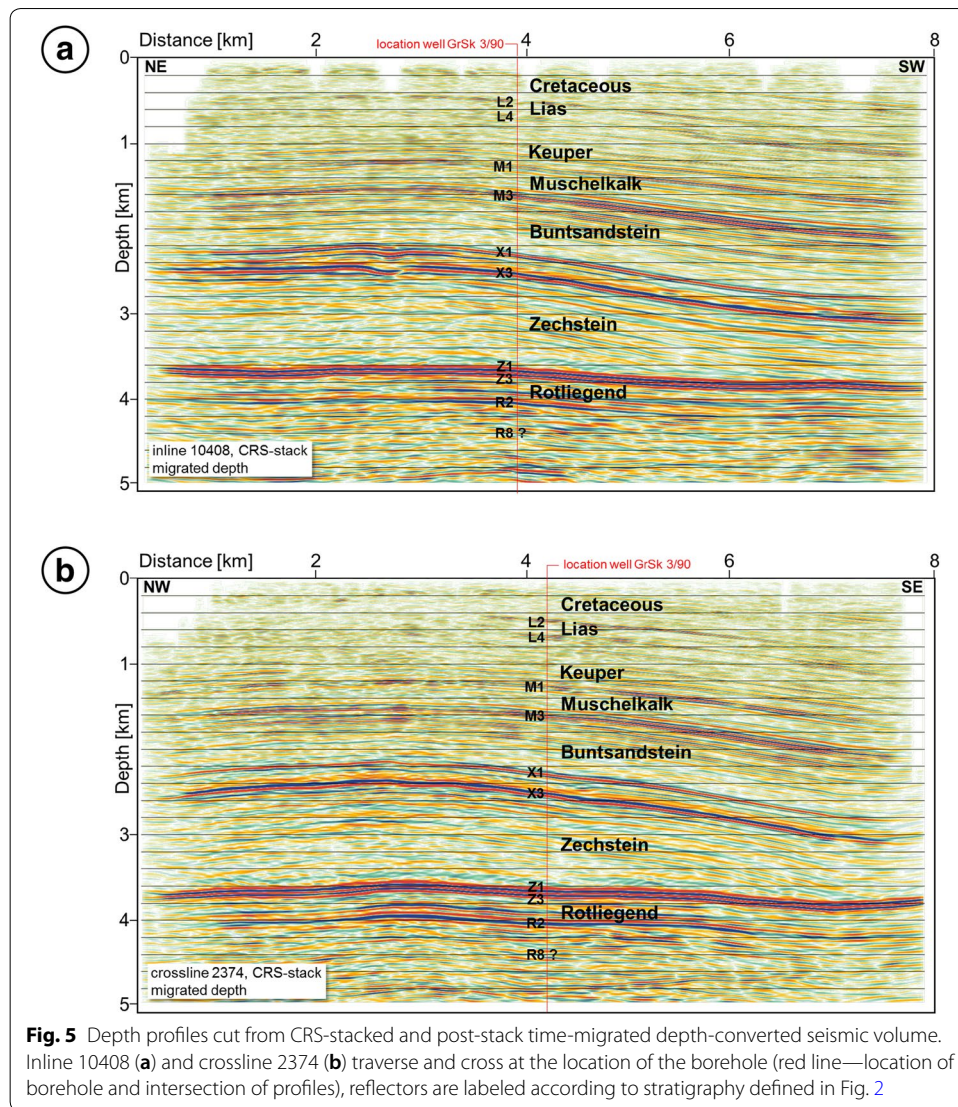 a
Distance [km] 2 location well GrSk 3/90 4 6 8
0
NE SW
Cretaceous
L2
Lias
L4
1
Keuper
M1
Muschelkalk
M3
Buntsandstein
Depth [km]
X1
X3
3
Zechstein
Z1
Z3
Rotliegend
4
R2
R8 ?
inline 10408, CRS-stack
migrated depth
5
b
Distance [km] 2 4 location well GrSk 3/90 6 8
0
NW SE
Cretaceous
L2
Lias
L4
1
Keuper
M1
Muschelkalk
M3
Buntsandstein
Depth [km]
X1
X3
3
Zechstein
Z1
Z3
Rotliegend
4
R2
R8 ?
crossline 2374, CRS-stack
migrated depth
5
Fig. 5 Depth profiles cut from CRS-stacked and post-stack time-migrated depth-converted seismic volume.
Inline 10408 (a) and crossline 2374 (b) traverse and cross at the location of the borehole (red line—location of
borehole and intersection of profiles), reflectors are labeled according to stratigraphy defined in Fig. 2